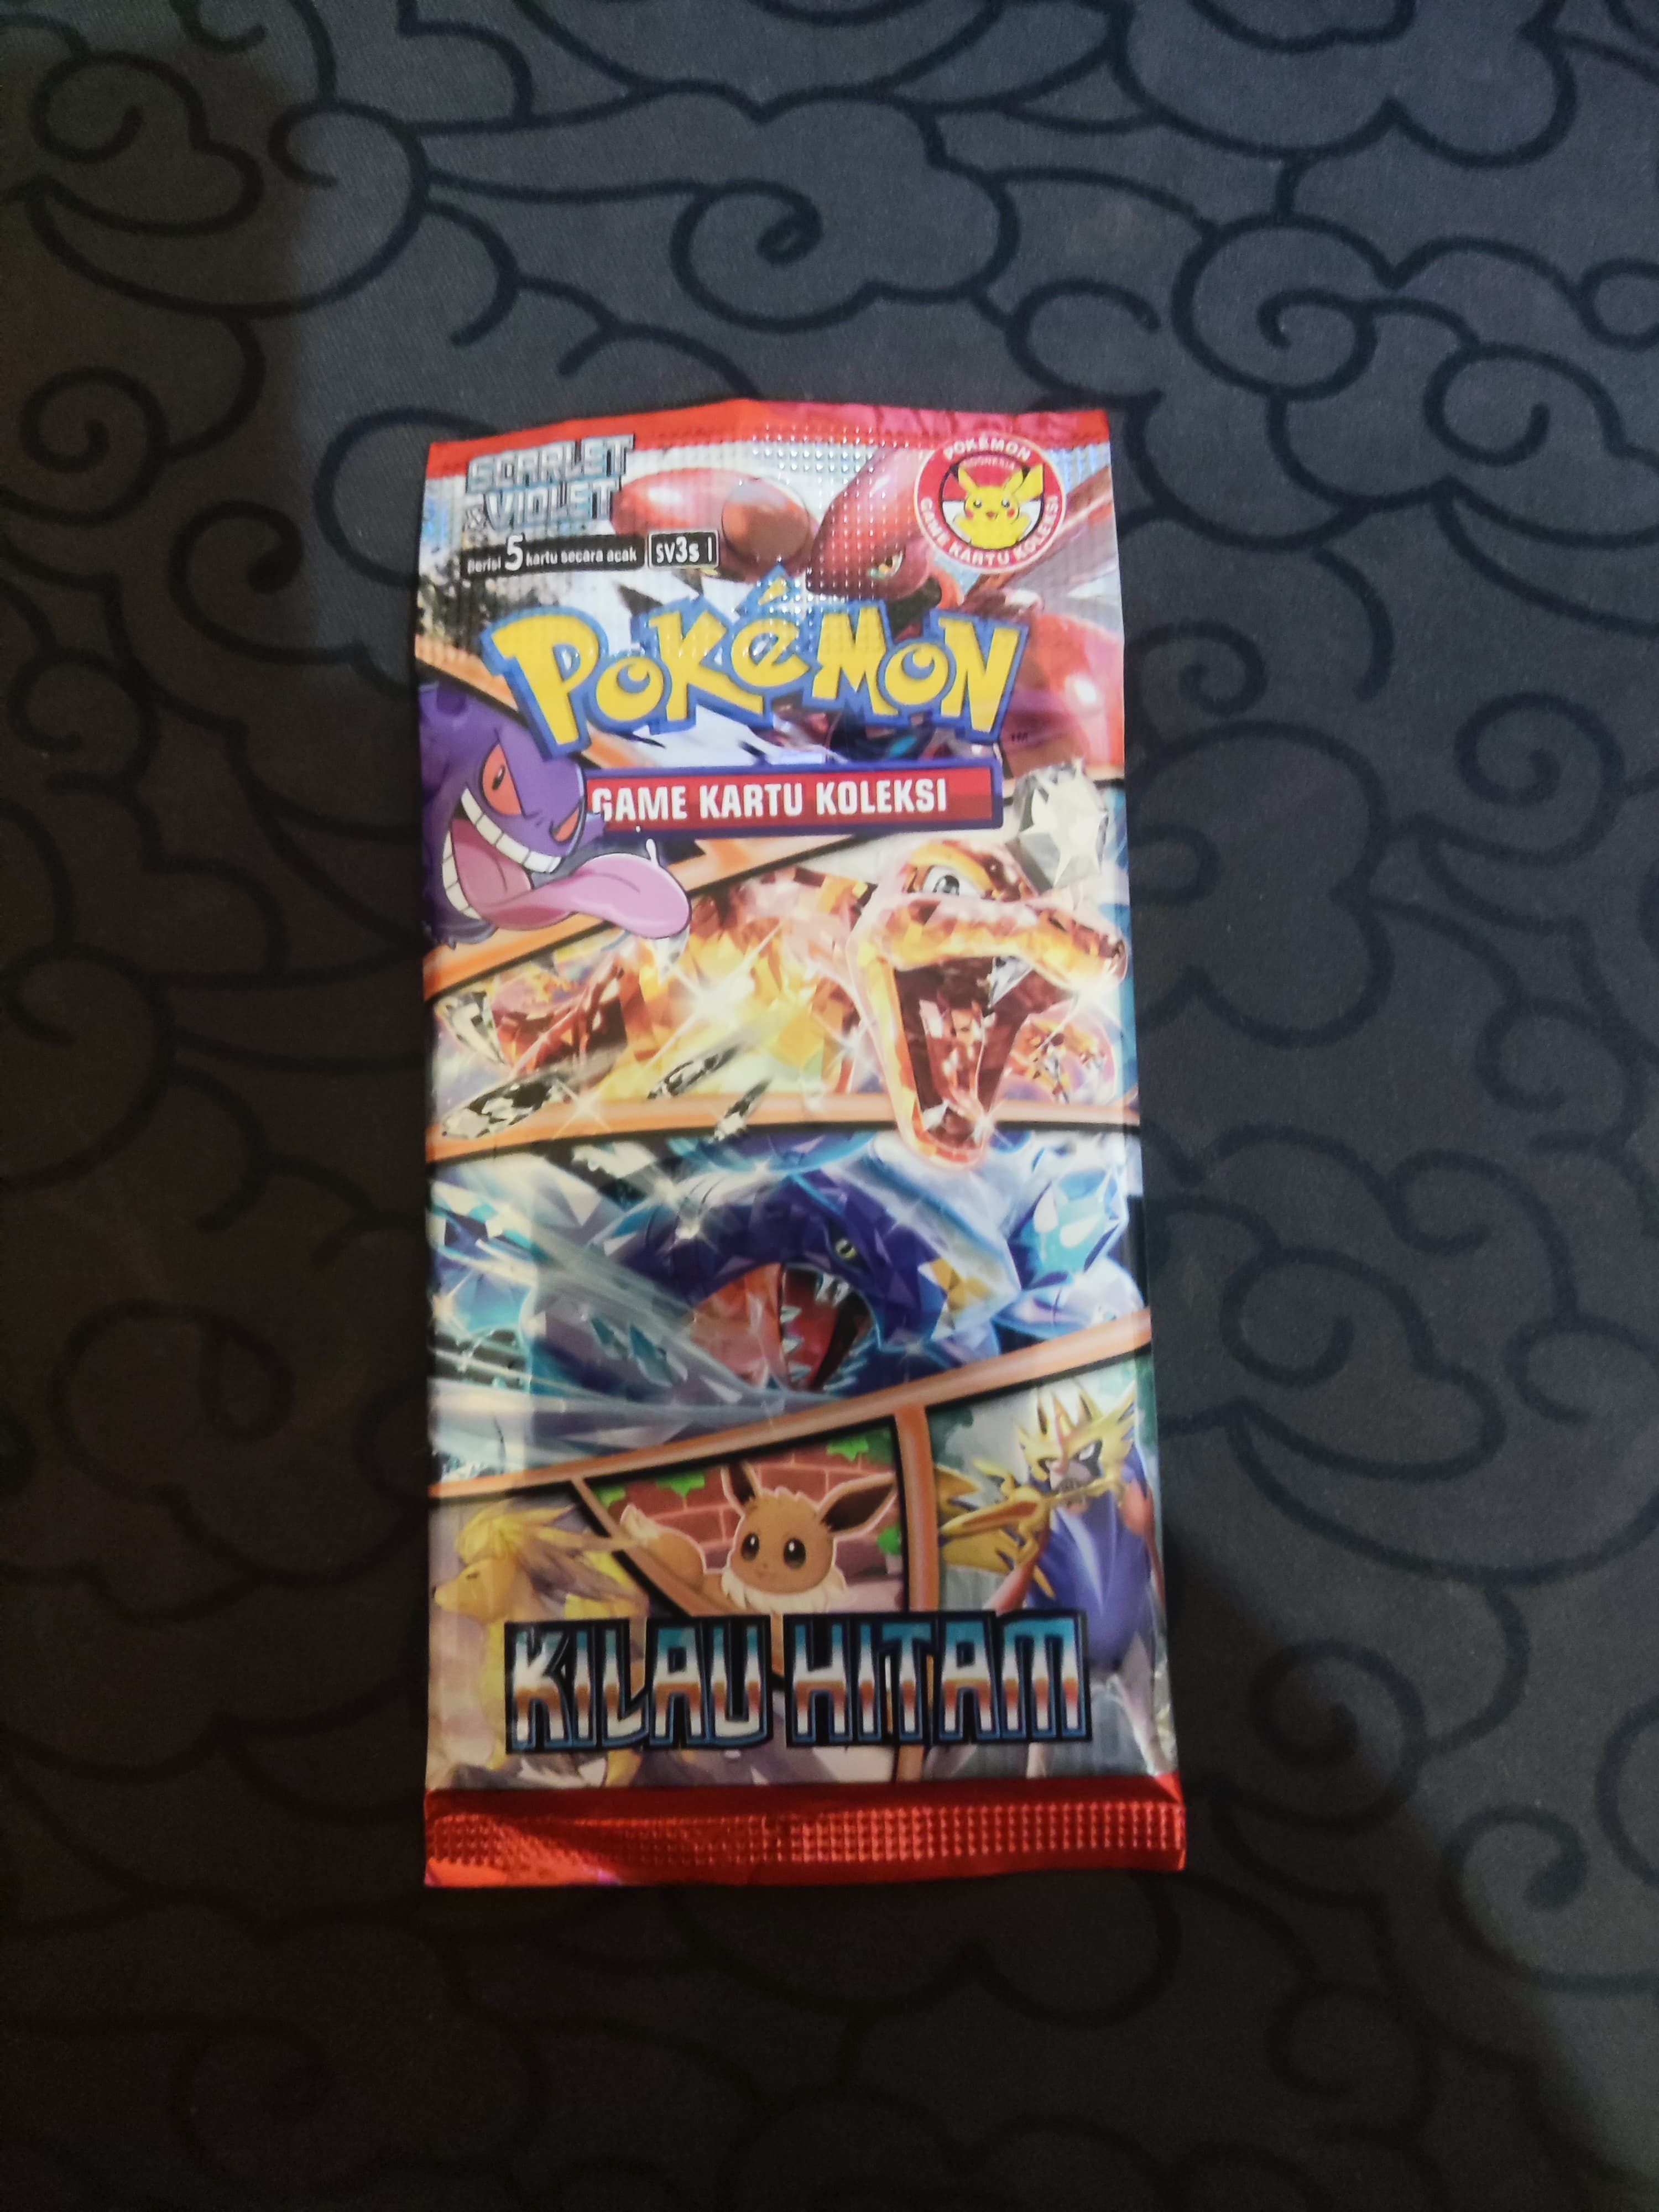 SCARLET
& VIOLET
Berisi 5 kartu secara acak
SV3s I
POKÉMON
INDONESIA
GAME KARTU KOLEKSI
POKéMON
TM
GAME KARTU KOLEKSI
KILAU HITAM